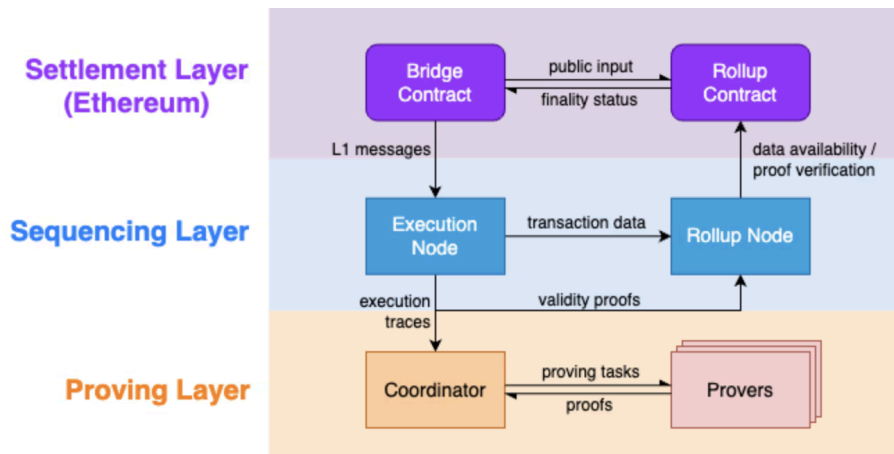 Settlement Layer
(Ethereum)
Bridge
Contract
public input
finality status
Rollup
Contract
L1 messages
data availability /
proof verification
Sequencing Layer
Execution
Node
transaction data
Rollup Node
execution
traces
validity proofs
Proving Layer
Coordinator
proving tasks
proofs
Provers